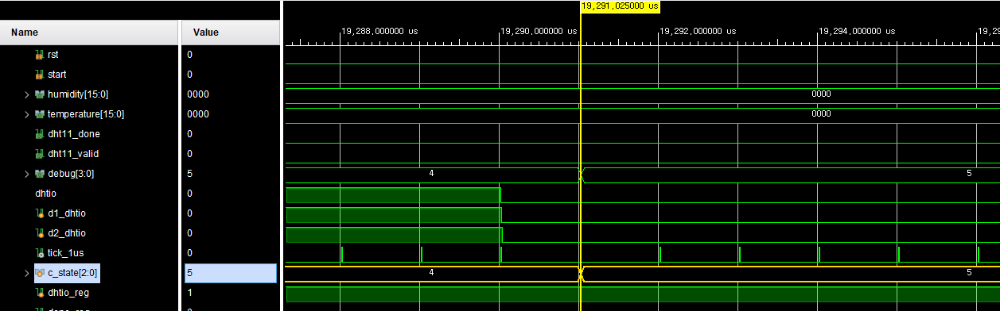 19,291,025000 us
Name Value 19,288,000000 us 19,290,000000 us 19,292,000000 us 19,294,000000 us 19,29
rst 0
start 0
humidity[15:0] 0000 0000
temperature[15:0] 0000 0000
dht11_done 0
dht11_valid 0
debug[3:0] 5 4 5
dhtio 0
d1_dhtio 0
d2_dhtio 0
tick_1us 0
c_state[2:0] 5 4 5
dhtio_reg 1